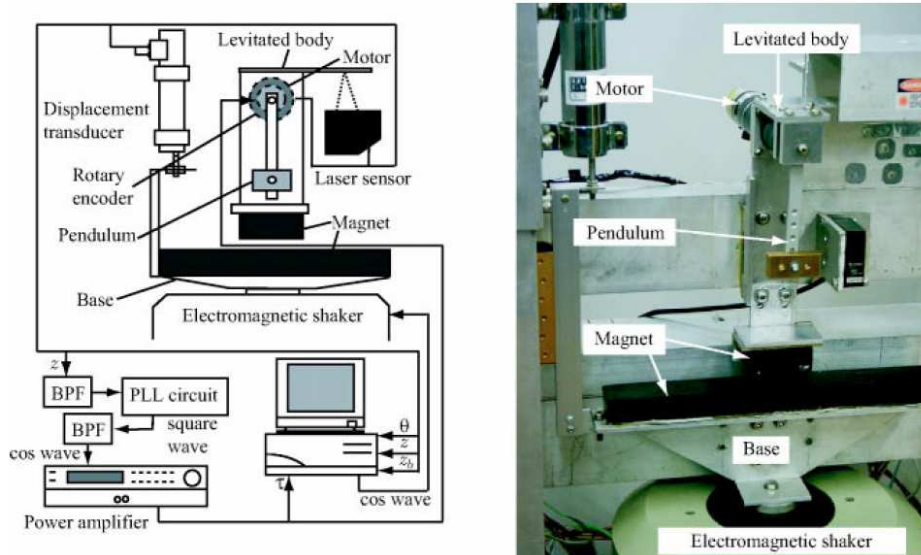 Levitated body
Motor
Displacement
transducer
Rotary
encoder
Laser sensor
Pendulum
Magnet
Base
Electromagnetic shaker
z
BPF
PLL circuit
BPF
square
wave
cos wave
θ
z
z_b
τ
cos wave
Power amplifier
Levitated body
Motor
Pendulum
Magnet
Base
Electromagnetic shaker